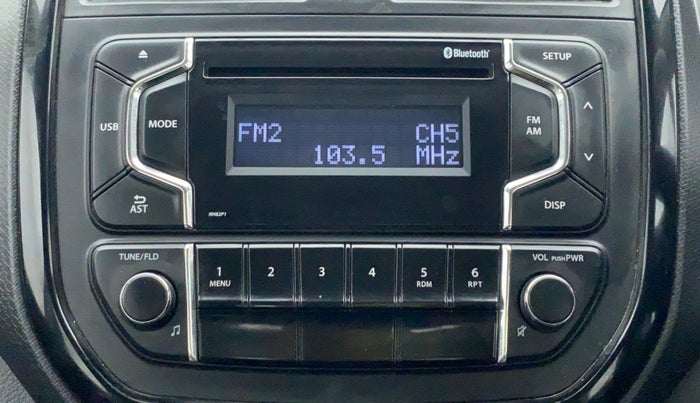 Bluetooth
SETUP
USB
MODE
FM2 CH5
103.5 MHz
FM
AM
AST
DISP
TUNE/FLD
VOL PUSH PWR
1
MENU
2
3
4
5
RDM
6
RPT